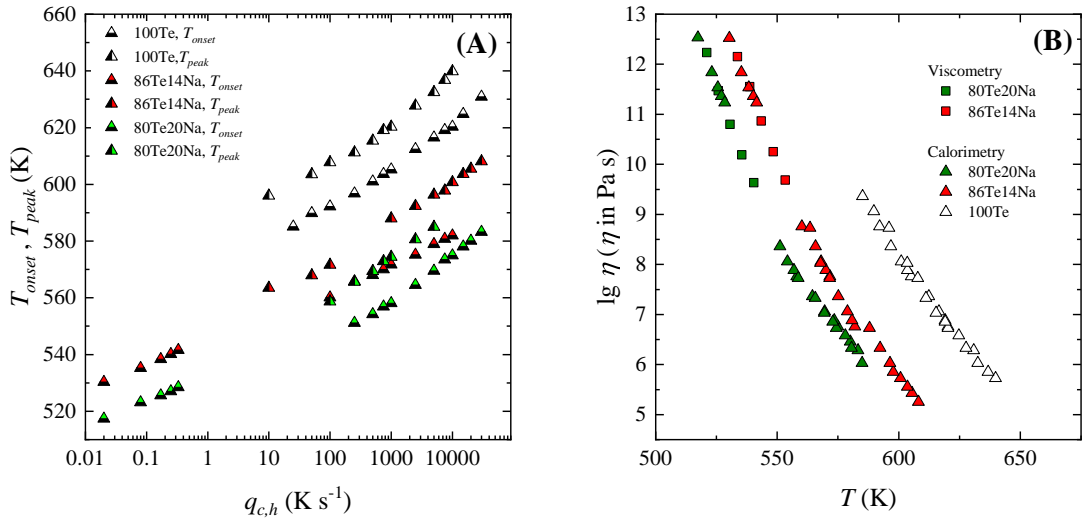 (A)
100Te, T_onset
100Te,T_peak
86Te14Na, T_onset
86Te14Na, T_peak
80Te20Na, T_onset
80Te20Na, T_peak
T_onset , T_peak (K)
660
640
620
600
580
560
540
520
0.01 0.1 1 10 100 1000 10000
q_c,h (K s⁻¹)
(B)
Viscometry
80Te20Na
86Te14Na
Calorimetry
80Te20Na
86Te14Na
100Te
lg η ( η in Pa s)
13
12
11
10
9
8
7
6
5
500 550 600 650
T (K)